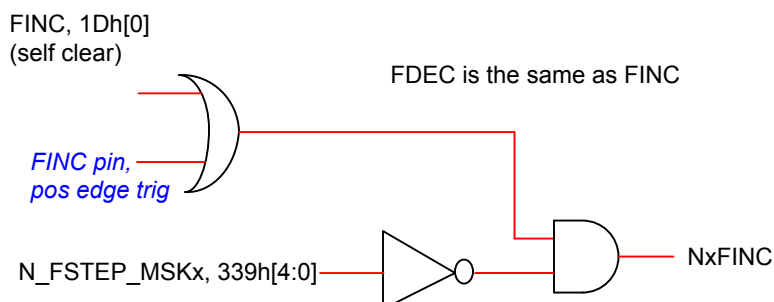 FINC, 1Dh[0]
(self clear)
FDEC is the same as FINC
FINC pin,
pos edge trig
N_FSTEP_MSKx, 339h[4:0]
NxFINC